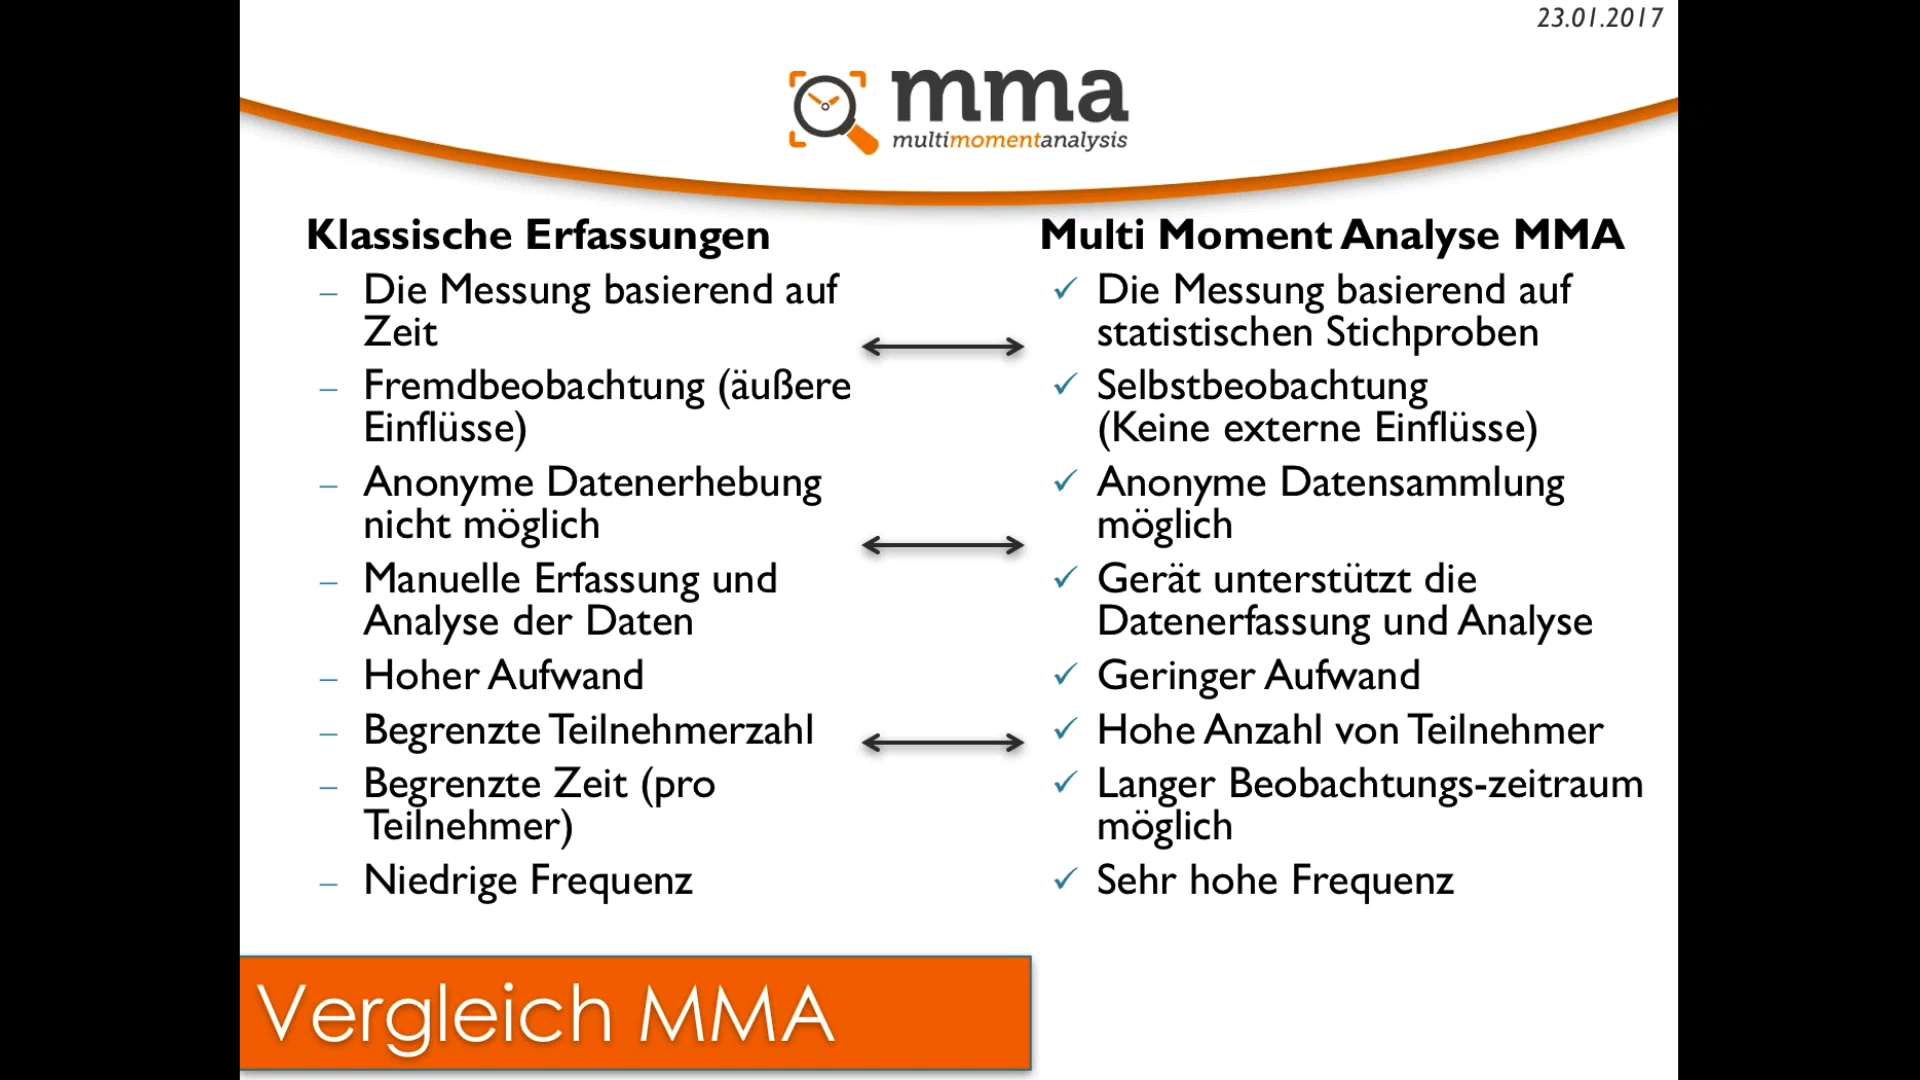 23.01.2017
mma
multimomentanalysis
Klassische Erfassungen
– Die Messung basierend auf
Zeit
– Fremdbeobachtung (äußere
Einflüsse)
– Anonyme Datenerhebung
nicht möglich
– Manuelle Erfassung und
Analyse der Daten
– Hoher Aufwand
– Begrenzte Teilnehmerzahl
– Begrenzte Zeit (pro
Teilnehmer)
– Niedrige Frequenz
Multi Moment Analyse MMA
✓ Die Messung basierend auf
statistischen Stichproben
✓ Selbstbeobachtung
(Keine externe Einflüsse)
✓ Anonyme Datensammlung
möglich
✓ Gerät unterstützt die
Datenerfassung und Analyse
✓ Geringer Aufwand
✓ Hohe Anzahl von Teilnehmer
✓ Langer Beobachtungs-zeitraum
möglich
✓ Sehr hohe Frequenz
Vergleich MMA